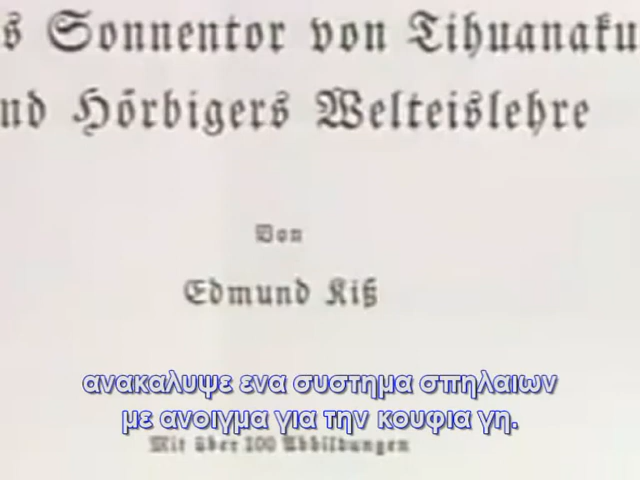 s Sonnentor von Tihuanaku
nd Hörbigers Welteislehre
Von
Edmund Kiß
ανακαλυψε ενα συστημα σπηλαιων
με ανοιγμα για την κουφια γη.
Mit über 100 Abbildungen